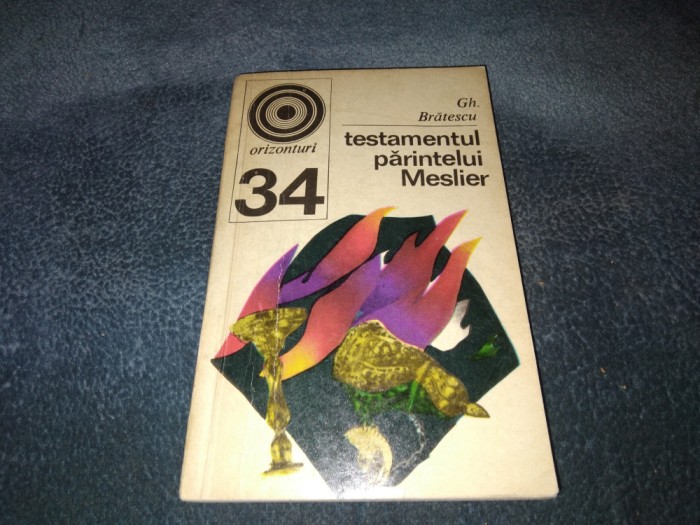 orizonturi
34
Gh.
Brătescu
testamentul
părintelui
Meslier